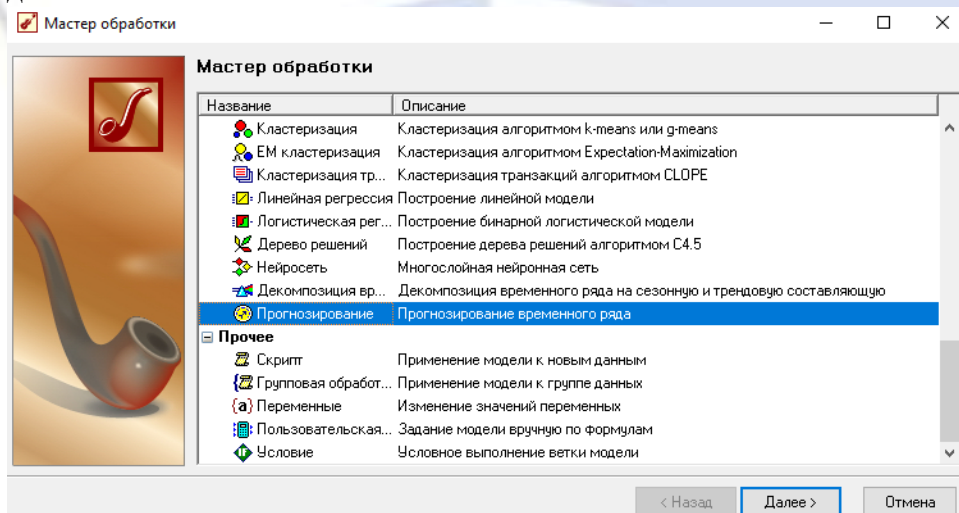 Мастер обработки
Мастер обработки
Название Описание
Кластеризация Кластеризация алгоритмом k-means или g-means
EM кластеризация Кластеризация алгоритмом Expectation-Maximization
Кластеризация тр... Кластеризация транзакций алгоритмом CLOPE
Линейная регрессия Построение линейной модели
Логистическая рег... Построение бинарной логистической модели
Дерево решений Построение дерева решений алгоритмом C4.5
Нейросеть Многослойная нейронная сеть
Декомпозиция вр... Декомпозиция временного ряда на сезонную и трендовую составляющую
Прогнозирование Прогнозирование временного ряда
Прочее
Скрипт Применение модели к новым данным
Групповая обработ... Применение модели к группе данных
{a} Переменные Изменение значений переменных
Пользовательская... Задание модели вручную по формулам
Условие Условное выполнение ветки модели
< Назад Далее > Отмена